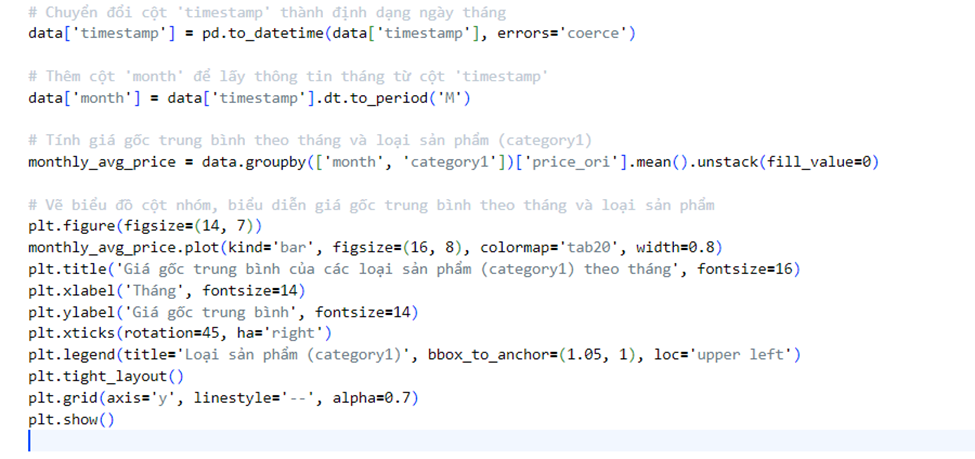 # Chuyển đổi cột 'timestamp' thành định dạng ngày tháng
data['timestamp'] = pd.to_datetime(data['timestamp'], errors='coerce')
# Thêm cột 'month' để lấy thông tin tháng từ cột 'timestamp'
data['month'] = data['timestamp'].dt.to_period('M')
# Tính giá gốc trung bình theo tháng và loại sản phẩm (category1)
monthly_avg_price = data.groupby(['month', 'category1'])['price_ori'].mean().unstack(fill_value=0)
# Vẽ biểu đồ cột nhóm, biểu diễn giá gốc trung bình theo tháng và loại sản phẩm
plt.figure(figsize=(14, 7))
monthly_avg_price.plot(kind='bar', figsize=(16, 8), colormap='tab20', width=0.8)
plt.title('Giá gốc trung bình của các loại sản phẩm (category1) theo tháng', fontsize=16)
plt.xlabel('Tháng', fontsize=14)
plt.ylabel('Giá gốc trung bình', fontsize=14)
plt.xticks(rotation=45, ha='right')
plt.legend(title='Loại sản phẩm (category1)', bbox_to_anchor=(1.05, 1), loc='upper left')
plt.tight_layout()
plt.grid(axis='y', linestyle='--', alpha=0.7)
plt.show()